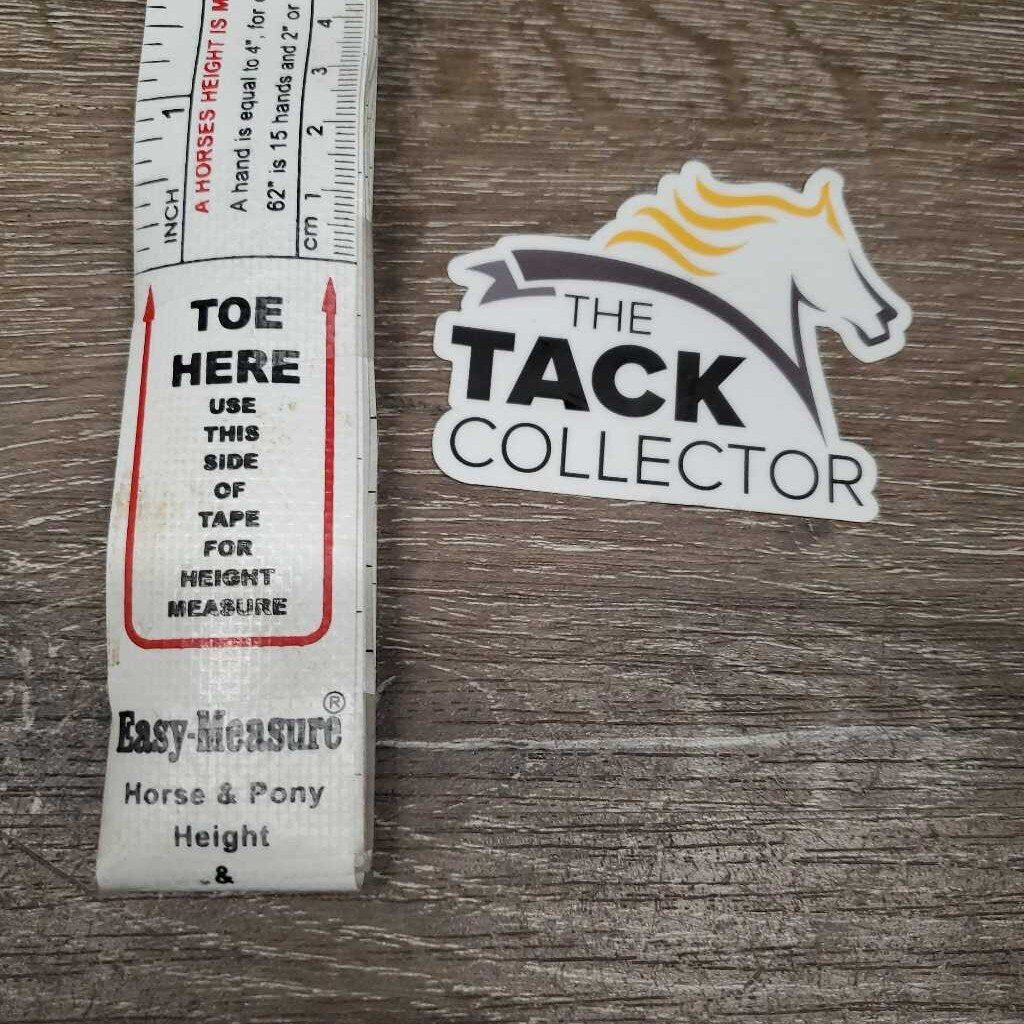 A HORSES HEIGHT IS
A hand is equal to 4", for
62" is 15 hands and 2" or
INCH
1
cm 1 2 3 4
TOE
HERE
USE
THIS
SIDE
OF
TAPE
FOR
HEIGHT
MEASURE
Easy-Measure®
Horse & Pony
Height
&
THE
TACK
COLLECTOR